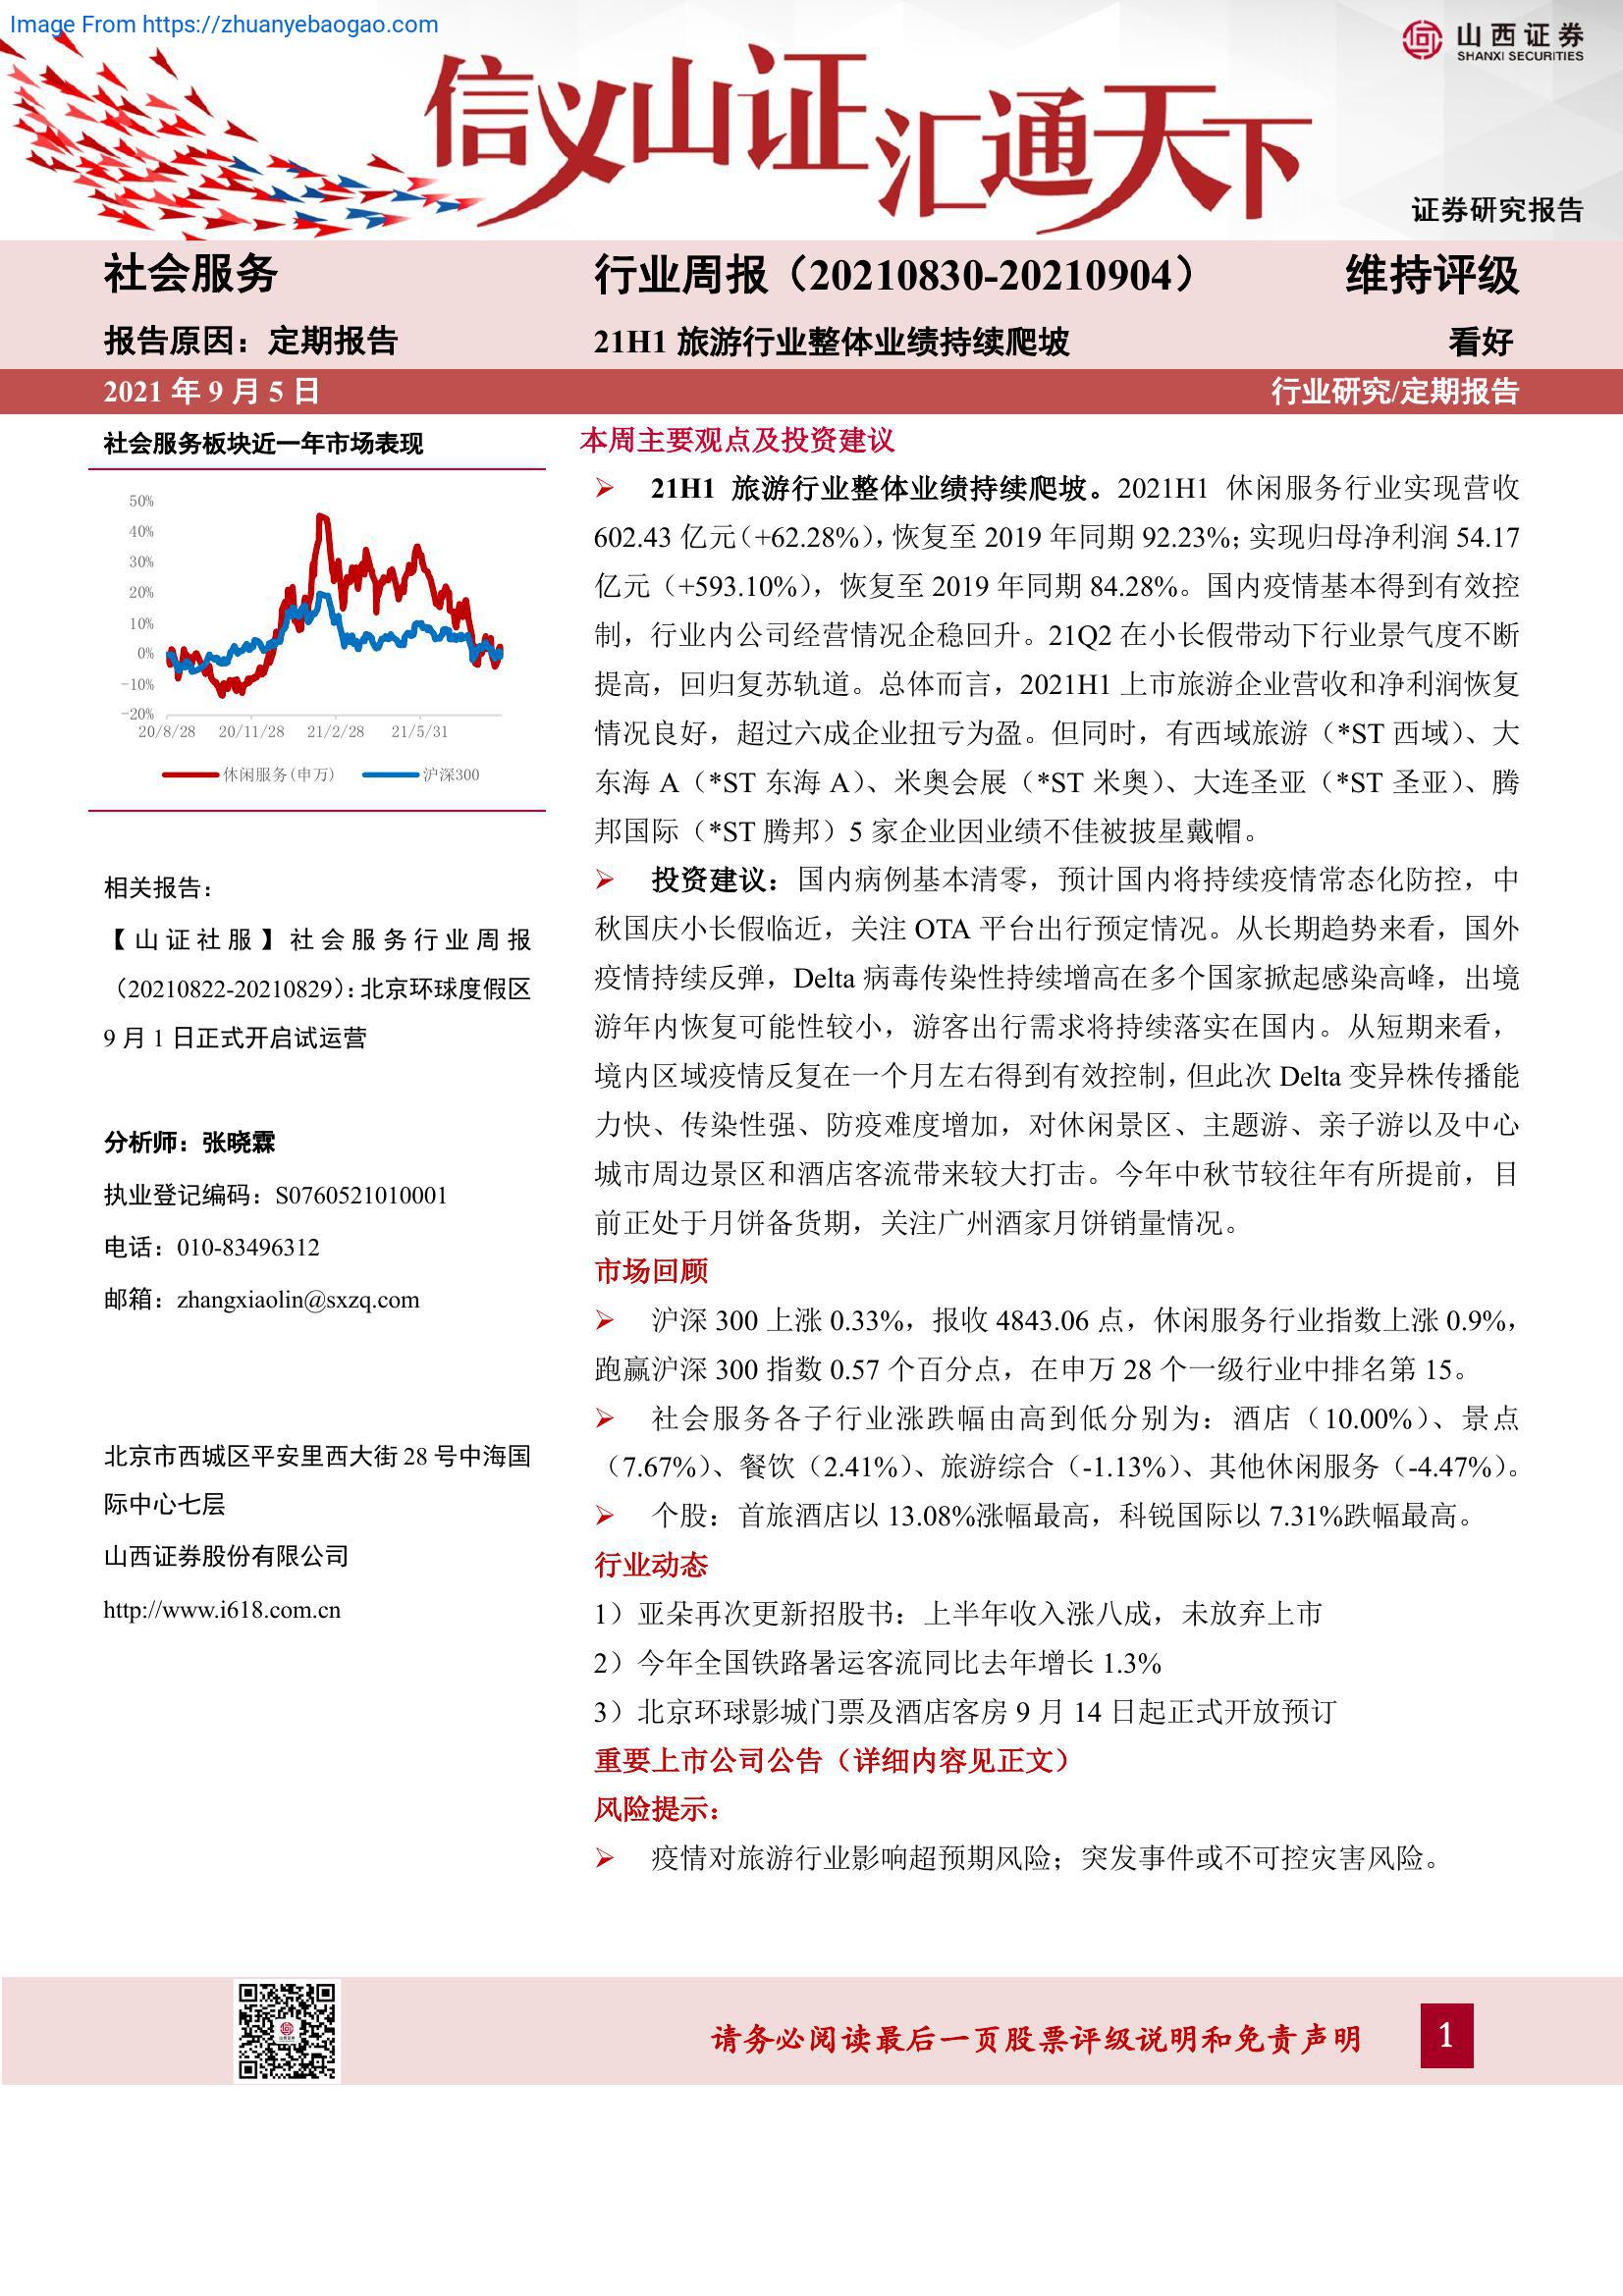 Image From https://zhuanyebaogao.com
山西证券
SHANXI SECURITIES
信义山证汇通天下
证券研究报告
社会服务
行业周报（20210830-20210904）
维持评级
报告原因：定期报告
21H1 旅游行业整体业绩持续爬坡
看好
2021 年 9 月 5 日
行业研究/定期报告
社会服务板块近一年市场表现
50%
40%
30%
20%
10%
0%
-10%
-20%
20/8/28 20/11/28 21/2/28 21/5/31
休闲服务(申万) 沪深300
相关报告：
【山证社服】社会服务行业周报
（20210822-20210829）：北京环球度假区
9 月 1 日正式开启试运营
分析师：张晓霖
执业登记编码：S0760521010001
电话：010-83496312
邮箱：zhangxiaolin@sxzq.com
北京市西城区平安里西大街 28 号中海国
际中心七层
山西证券股份有限公司
http://www.i618.com.cn
本周主要观点及投资建议
➢ 21H1 旅游行业整体业绩持续爬坡。2021H1 休闲服务行业实现营收
602.43 亿元（+62.28%），恢复至 2019 年同期 92.23%；实现归母净利润 54.17
亿元（+593.10%），恢复至 2019 年同期 84.28%。国内疫情基本得到有效控
制，行业内公司经营情况企稳回升。21Q2 在小长假带动下行业景气度不断
提高，回归复苏轨道。总体而言，2021H1 上市旅游企业营收和净利润恢复
情况良好，超过六成企业扭亏为盈。但同时，有西域旅游（*ST 西域）、大
东海 A（*ST 东海 A）、米奥会展（*ST 米奥）、大连圣亚（*ST 圣亚）、腾
邦国际（*ST 腾邦）5 家企业因业绩不佳被披星戴帽。
➢ 投资建议：国内病例基本清零，预计国内将持续疫情常态化防控，中
秋国庆小长假临近，关注 OTA 平台出行预定情况。从长期趋势来看，国外
疫情持续反弹，Delta 病毒传染性持续增高在多个国家掀起感染高峰，出境
游年内恢复可能性较小，游客出行需求将持续落实在国内。从短期来看，
境内区域疫情反复在一个月左右得到有效控制，但此次 Delta 变异株传播能
力快、传染性强、防疫难度增加，对休闲景区、主题游、亲子游以及中心
城市周边景区和酒店客流带来较大打击。今年中秋节较往年有所提前，目
前正处于月饼备货期，关注广州酒家月饼销量情况。
市场回顾
➢ 沪深 300 上涨 0.33%，报收 4843.06 点，休闲服务行业指数上涨 0.9%，
跑赢沪深 300 指数 0.57 个百分点，在申万 28 个一级行业中排名第 15。
➢ 社会服务各子行业涨跌幅由高到低分别为：酒店（10.00%）、景点
（7.67%）、餐饮（2.41%）、旅游综合（-1.13%）、其他休闲服务（-4.47%）。
➢ 个股：首旅酒店以 13.08%涨幅最高，科锐国际以 7.31%跌幅最高。
行业动态
1）亚朵再次更新招股书：上半年收入涨八成，未放弃上市
2）今年全国铁路暑运客流同比去年增长 1.3%
3）北京环球影城门票及酒店客房 9 月 14 日起正式开放预订
重要上市公司公告（详细内容见正文）
风险提示：
➢ 疫情对旅游行业影响超预期风险；突发事件或不可控灾害风险。
请务必阅读最后一页股票评级说明和免责声明
1